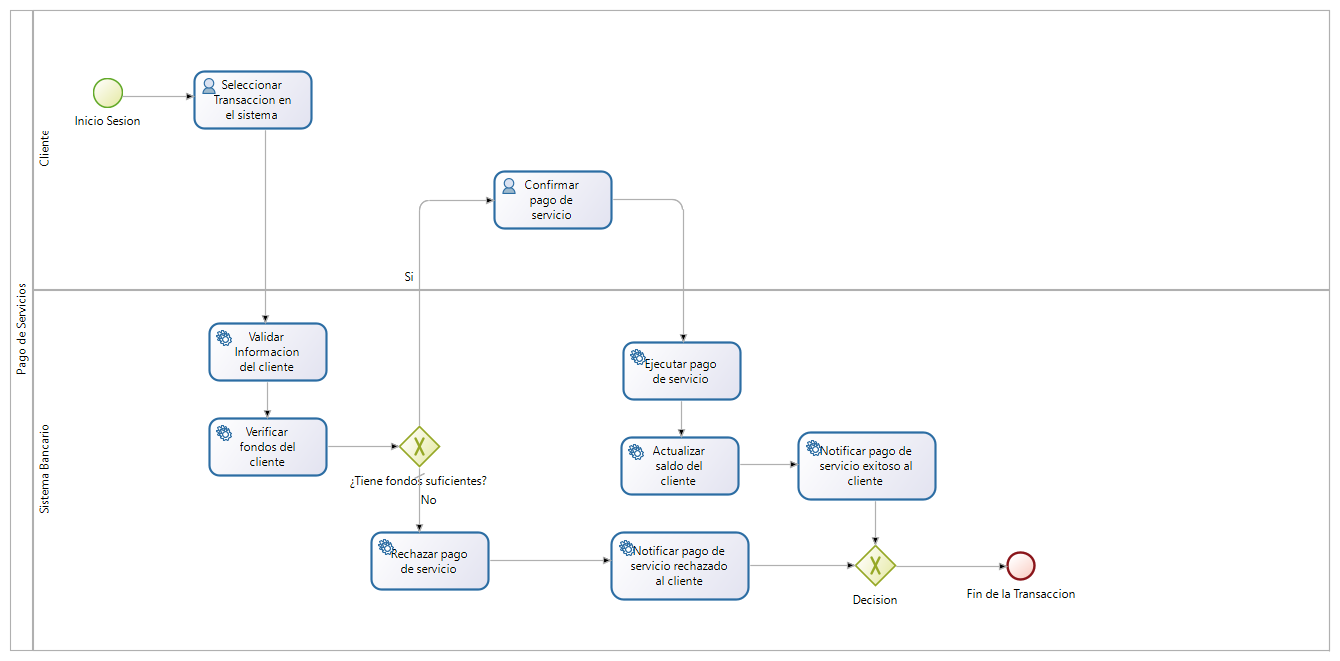 Pago de Servicios
Cliente
Inicio Sesion
Seleccionar
Transaccion en
el sistema
Confirmar
pago de
servicio
Si
Sistema Bancario
Validar
Informacion
del cliente
Verificar
fondos del
cliente
¿Tiene fondos suficientes?
No
Ejecutar pago
de servicio
Actualizar
saldo del
cliente
Notificar pago de
servicio exitoso al
cliente
Rechazar pago
de servicio
Notificar pago de
servicio rechazado
al cliente
Decision
Fin de la Transaccion